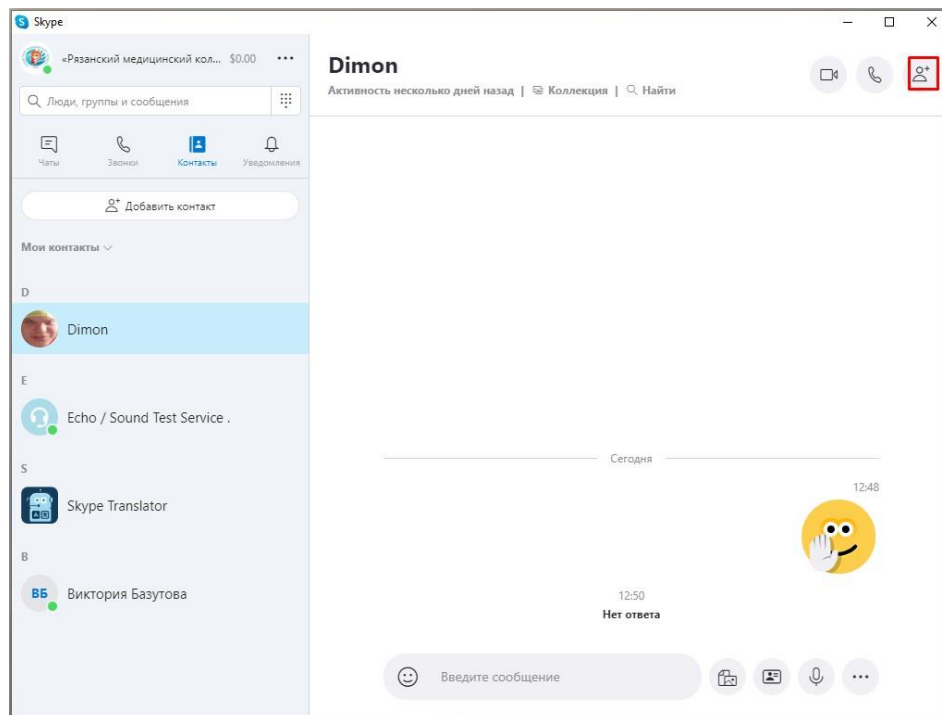 Skype
«Рязанский медицинский кол... $0.00
Люди, группы и сообщения
Чаты Звонки Контакты Уведомления
Добавить контакт
Мои контакты
D
Dimon
E
Echo / Sound Test Service .
S
Skype Translator
В
ВБ Виктория Базутова
Dimon
Активность несколько дней назад | Коллекция | Найти
Сегодня
12:48
12:50
Нет ответа
Введите сообщение